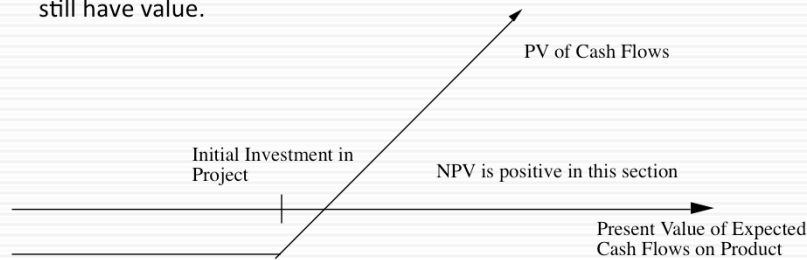 still have value.
PV of Cash Flows
Initial Investment in
Project
NPV is positive in this section
Present Value of Expected
Cash Flows on Product